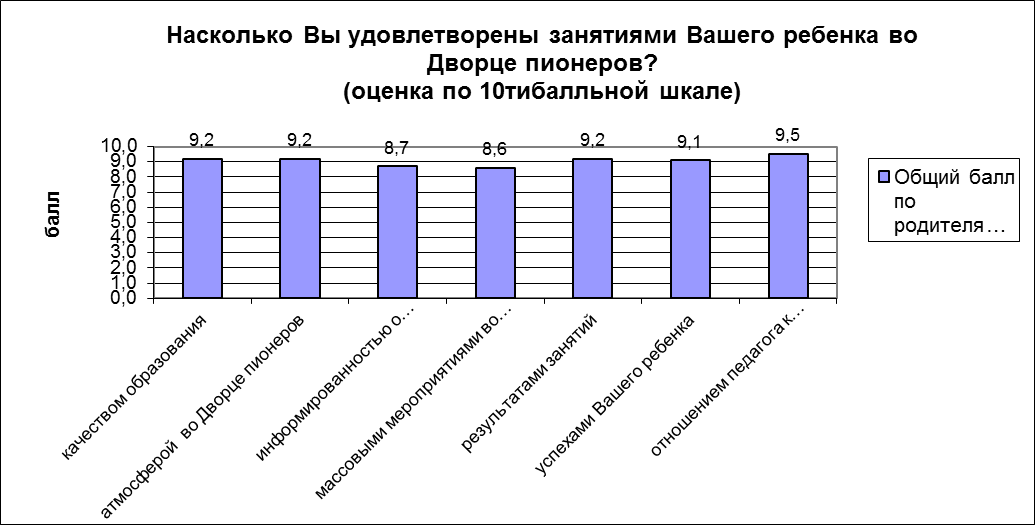 Насколько Вы удовлетворены занятиями Вашего ребенка во
Дворце пионеров?
(оценка по 10тибалльной шкале)
балл
10,0
9,0
8,0
7,0
6,0
5,0
4,0
3,0
2,0
1,0
0,0
9,2
9,2
8,7
8,6
9,2
9,1
9,5
качеством образования
атмосферой во Дворце пионеров
информированностью о...
массовыми мероприятиями во...
результатами занятий
успехами Вашего ребенка
отношением педагога к...
Общий балл
по
родителя...